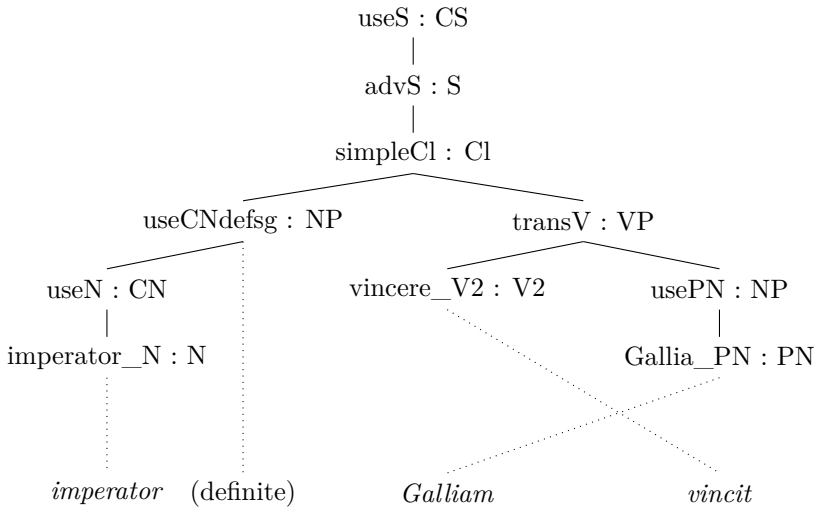 useS : CS
advS : S
simpleCl : Cl
useCNdefsg : NP transV : VP
useN : CN vincere_V2 : V2 usePN : NP
imperator_N : N Gallia_PN : PN
imperator (definite) Galliam vincit